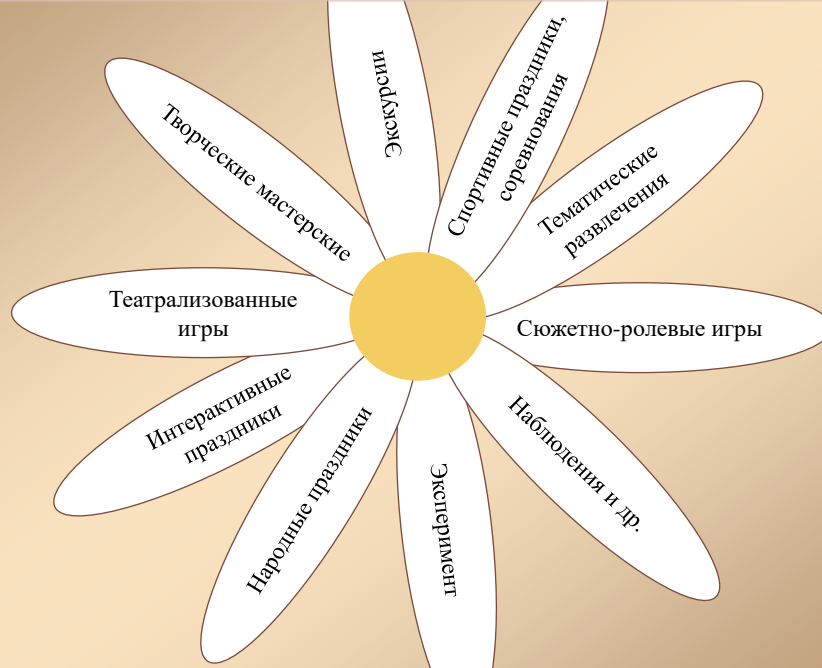 Экскурсии
Спортивные праздники,
соревнования
Тематические
развлечения
Сюжетно-ролевые игры
Наблюдения и др.
Эксперимент
Народные праздники
Интерактивные
праздники
Театрализованные
игры
Творческие мастерские